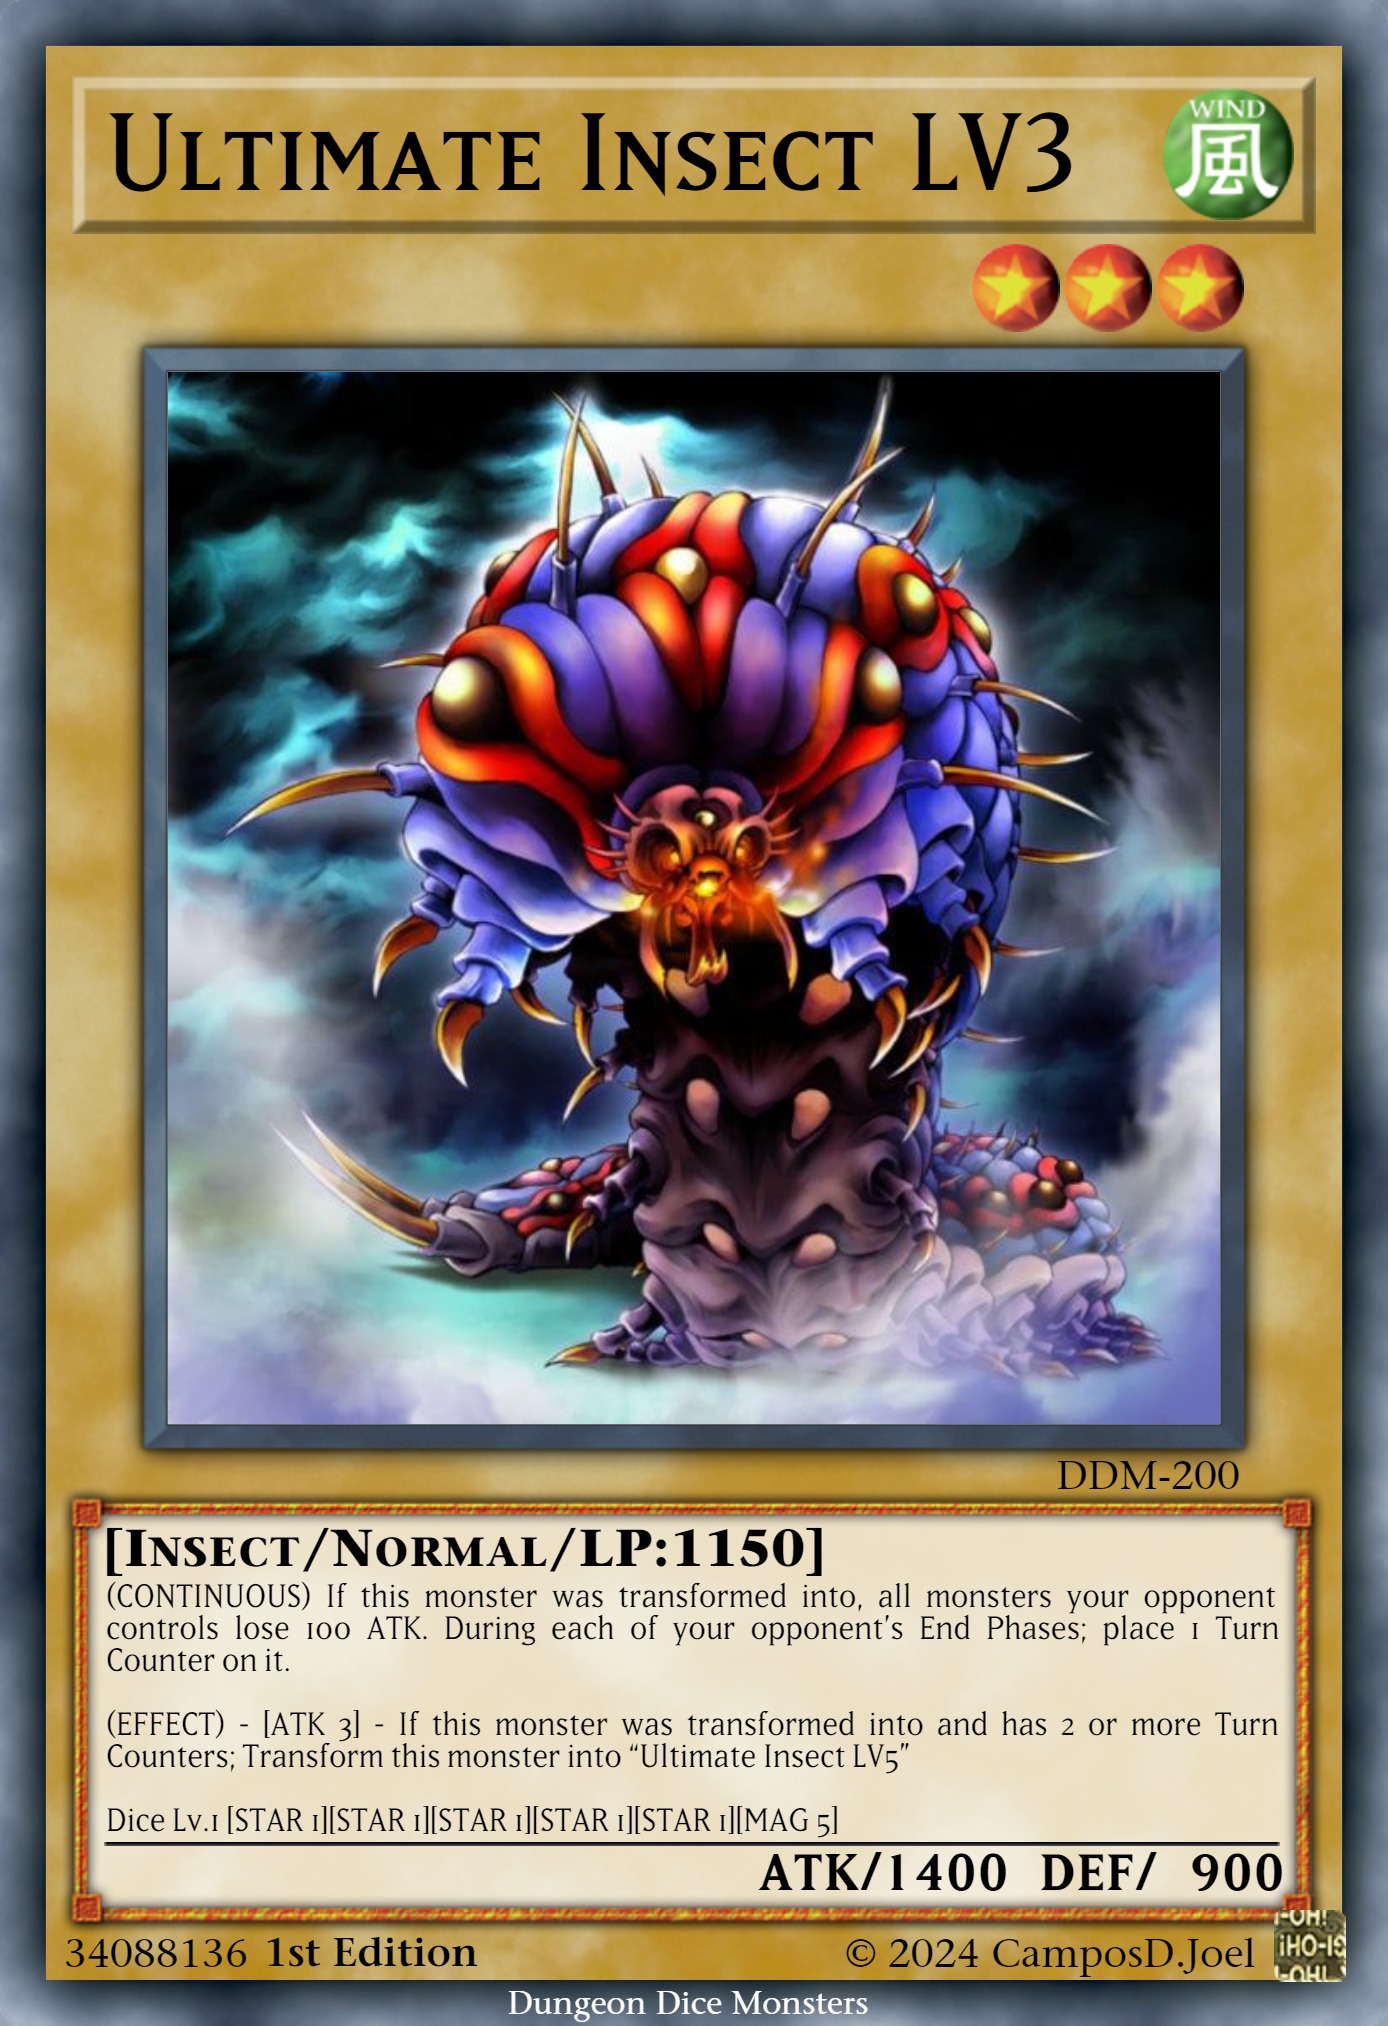 Ultimate Insect LV3
WIND
風
DDM-200
[Insect/Normal/LP:1150]
(CONTINUOUS) If this monster was transformed into, all monsters your opponent
controls lose 100 ATK. During each of your opponent's End Phases; place 1 Turn
Counter on it.
(EFFECT) - [ATK 3] - If this monster was transformed into and has 2 or more Turn
Counters; Transform this monster into “Ultimate Insect LV5”
Dice Lv.1 [STAR 1][STAR 1][STAR 1][STAR 1][STAR 1][MAG 5]
ATK/1400 DEF/ 900
34088136 1st Edition
© 2024 CamposD.Joel
Dungeon Dice Monsters